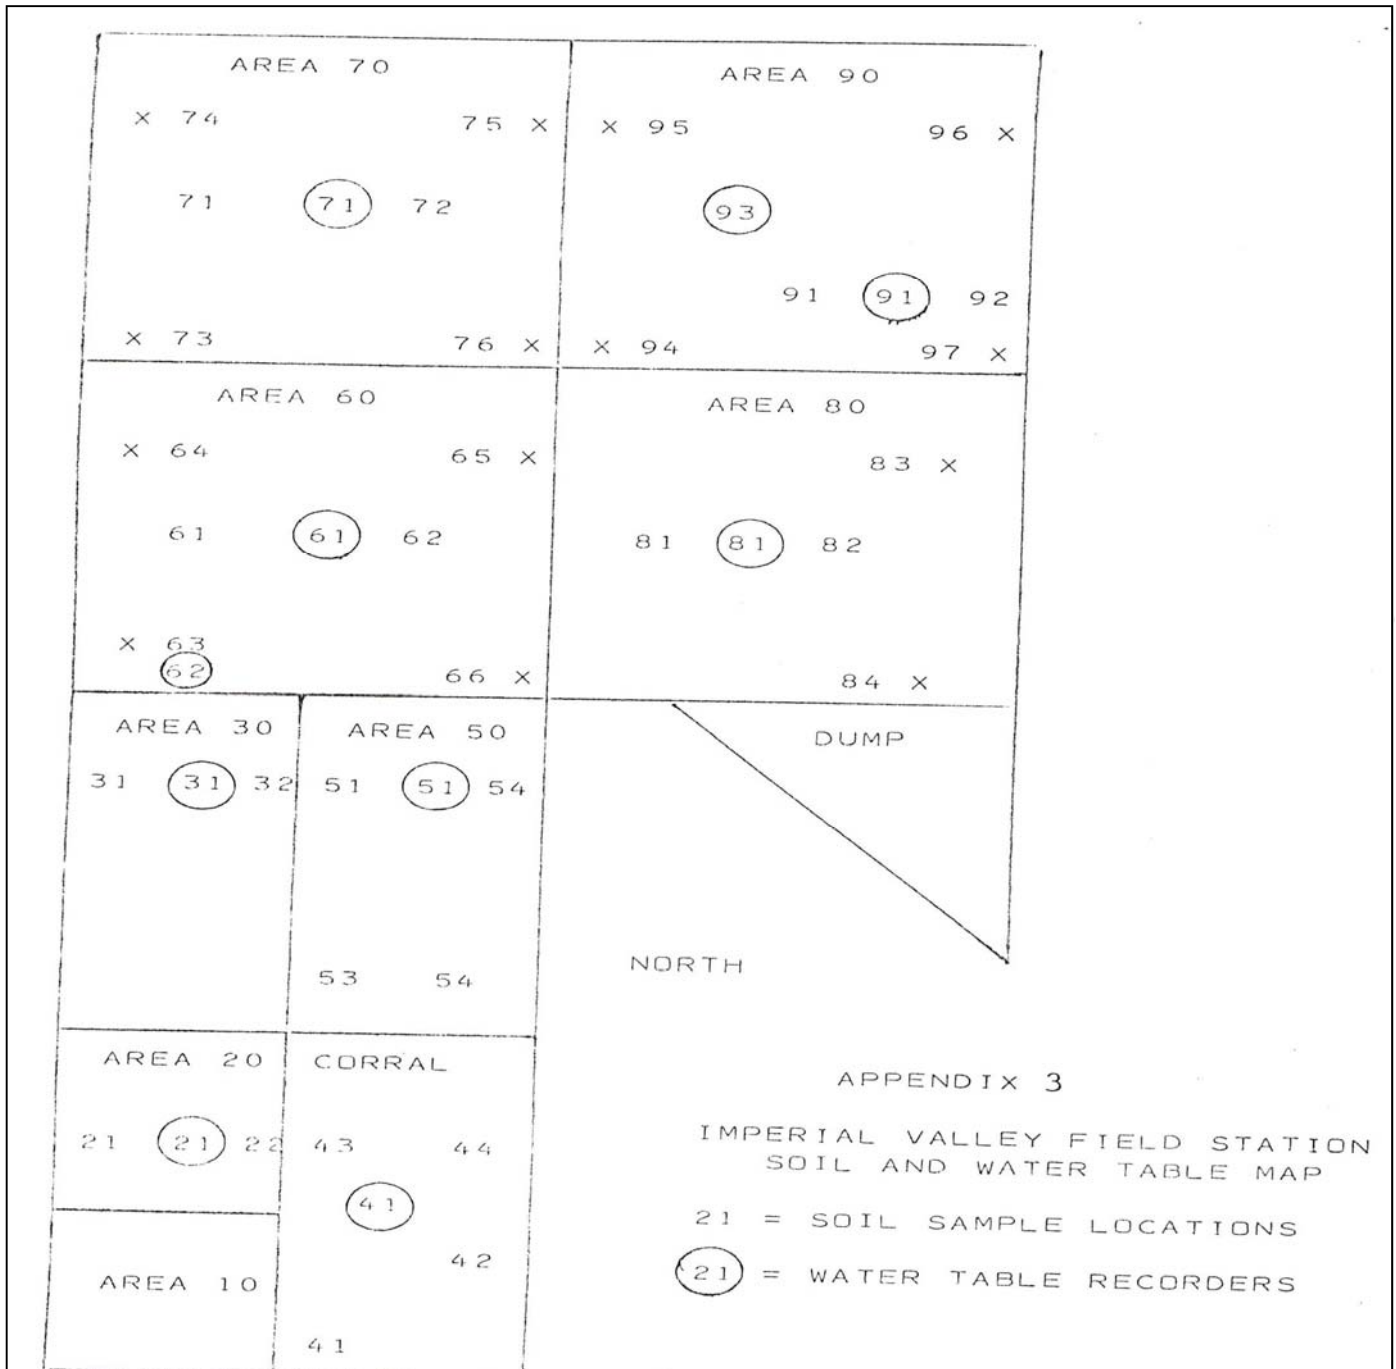 AREA 70
AREA 90
X 74
75 X
X 95
96 X
71
71
72
93
91
91
92
X 73
76 X
X 94
97 X
AREA 60
AREA 80
X 64
65 X
83 X
61
61
62
81
81
82
X 63
62
66 X
84 X
AREA 30
AREA 50
DUMP
31
31
32
51
51
54
53
54
NORTH
AREA 20
CORRAL
21
21
22
43
44
41
42
AREA 10
41
APPENDIX 3
IMPERIAL VALLEY FIELD STATION
SOIL AND WATER TABLE MAP
21 = SOIL SAMPLE LOCATIONS
21 = WATER TABLE RECORDERS